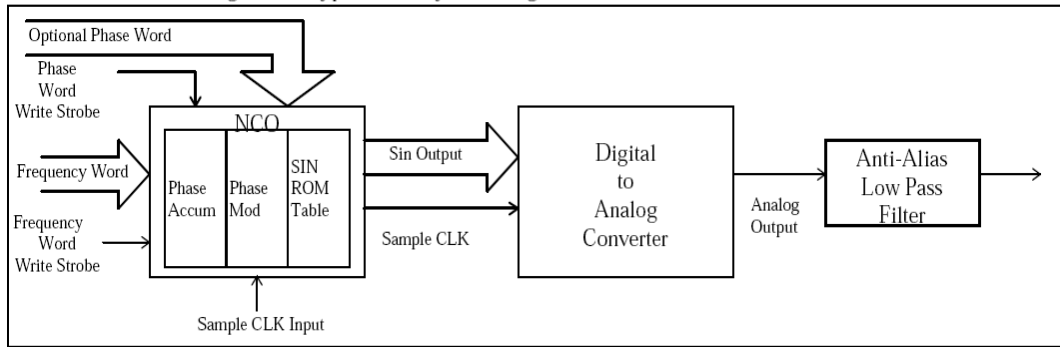 Optional Phase Word
Phase
Word
Write Strobe
NCO
Frequency Word
Phase
Accum
Phase
Mod
SIN
ROM
Table
Frequency
Word
Write Strobe
Sample CLK Input
Sin Output
Sample CLK
Digital
to
Analog
Converter
Analog
Output
Anti-Alias
Low Pass
Filter